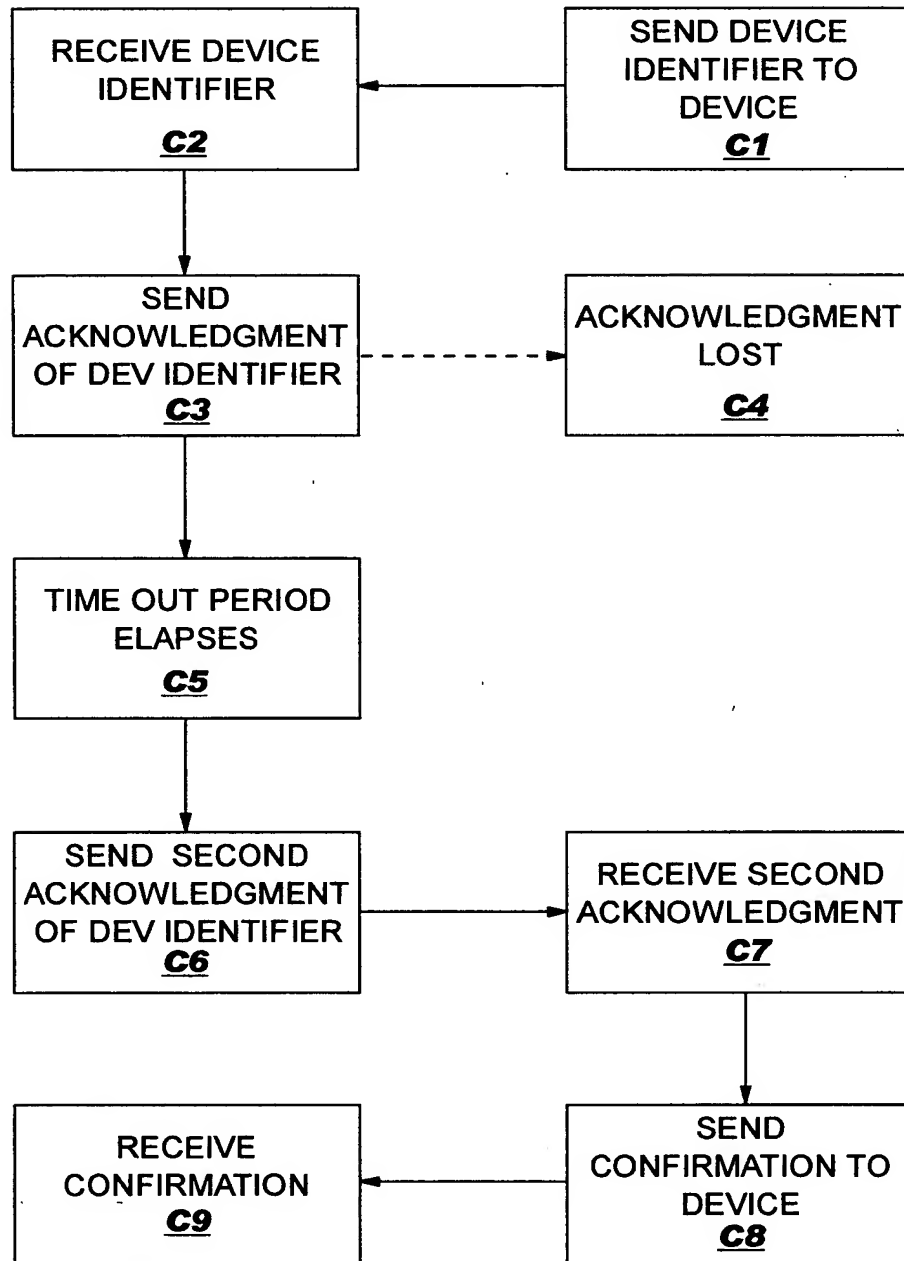 RECEIVE DEVICE
IDENTIFIER
C2
SEND DEVICE
IDENTIFIER TO
DEVICE
C1
SEND
ACKNOWLEDGMENT
OF DEV IDENTIFIER
C3
ACKNOWLEDGMENT
LOST
C4
TIME OUT PERIOD
ELAPSES
C5
SEND SECOND
ACKNOWLEDGMENT
OF DEV IDENTIFIER
C6
RECEIVE SECOND
ACKNOWLEDGMENT
C7
RECEIVE
CONFIRMATION
C9
SEND
CONFIRMATION TO
DEVICE
C8